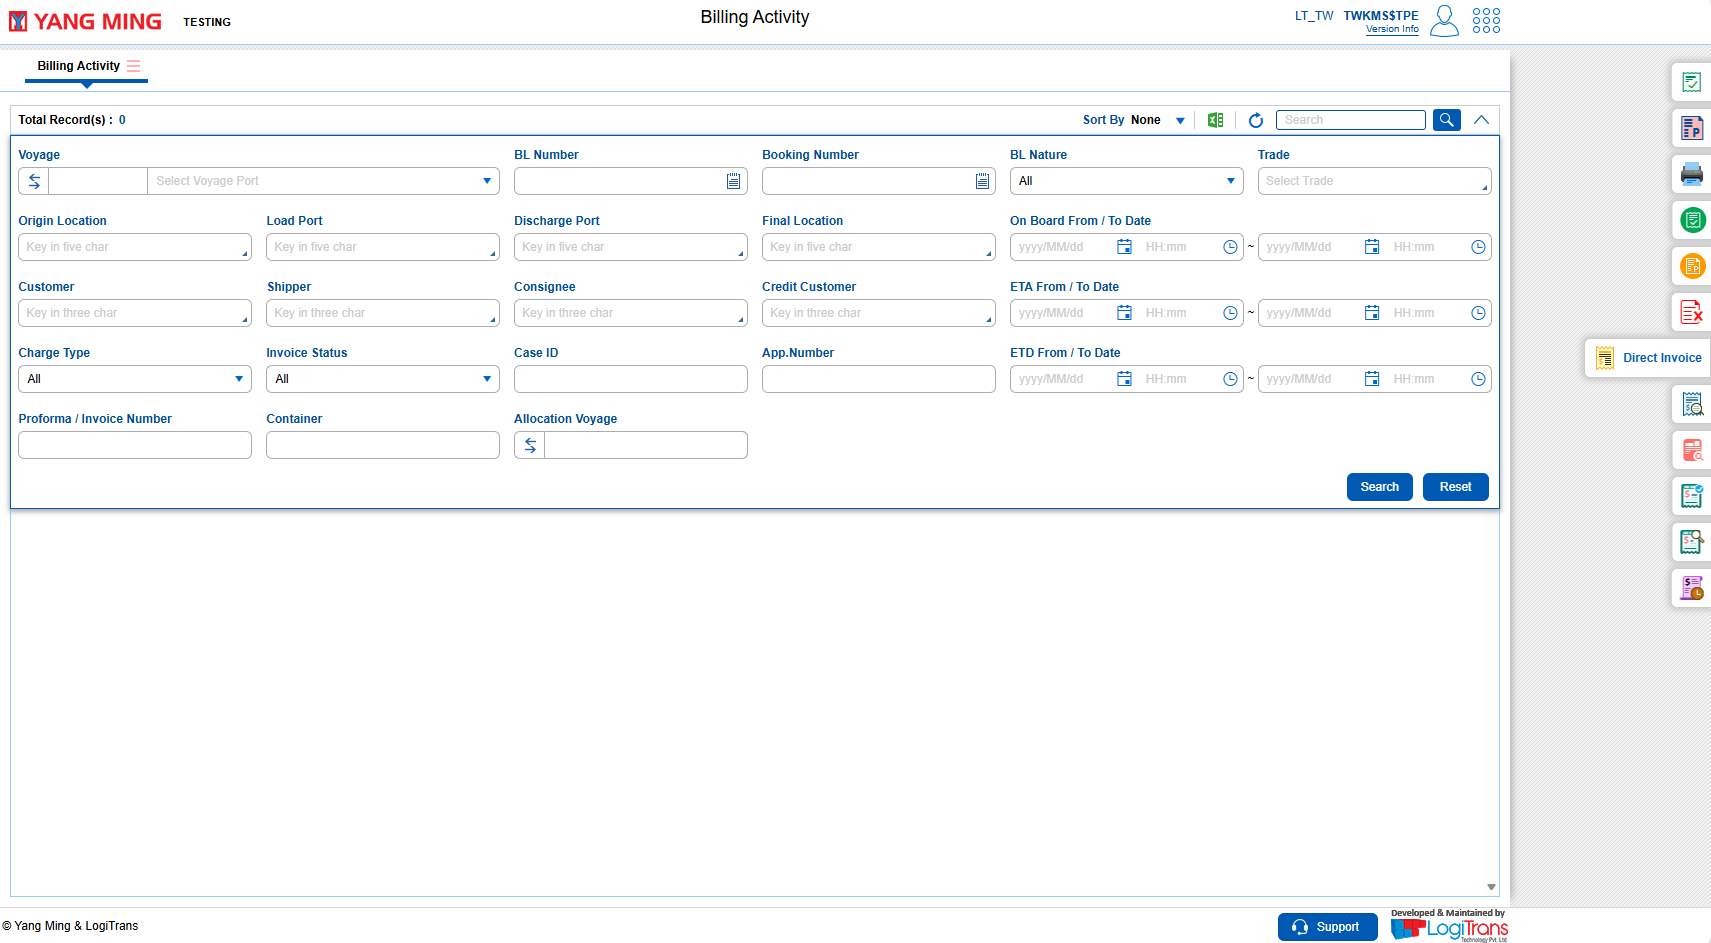 YANG MING TESTING
Billing Activity
LT_TW TWKMS$TPE
Version Info
Billing Activity
Total Record(s) : 0
Sort By None
Search
Voyage BL Number Booking Number BL Nature Trade
Select Voyage Port All Select Trade
Origin Location Load Port Discharge Port Final Location On Board From / To Date
Key in five char Key in five char Key in five char Key in five char yyyy/MM/dd HH:mm ~ yyyy/MM/dd HH:mm
Customer Shipper Consignee Credit Customer ETA From / To Date
Key in three char Key in three char Key in three char Key in three char yyyy/MM/dd HH:mm ~ yyyy/MM/dd HH:mm
Charge Type Invoice Status Case ID App.Number ETD From / To Date
Direct Invoice
All All yyyy/MM/dd HH:mm ~ yyyy/MM/dd HH:mm
Proforma / Invoice Number Container Allocation Voyage
Search Reset
© Yang Ming & LogiTrans
Support
Developed & Maintained by
LogiTrans
Technology Pvt. Ltd.